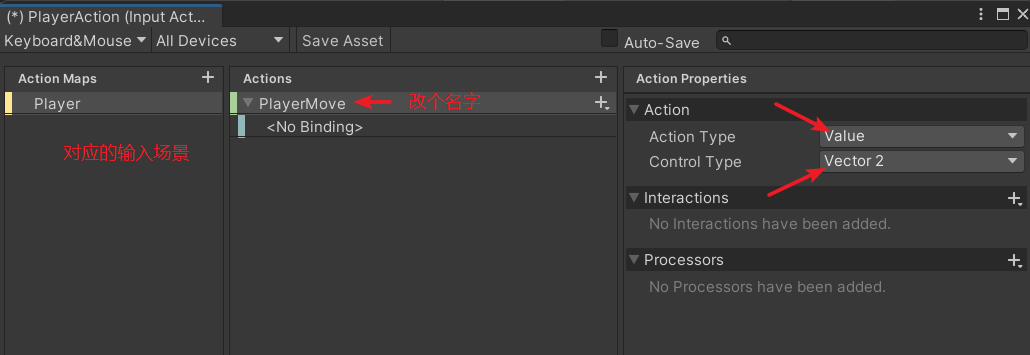 (*) PlayerAction (Input Act...
Keyboard&Mouse
All Devices
Save Asset
Auto-Save
Action Maps
Actions
Action Properties
Player
PlayerMove
改个名字
<No Binding>
对应的输入场景
Action
Action Type
Value
Control Type
Vector 2
Interactions
No Interactions have been added.
Processors
No Processors have been added.